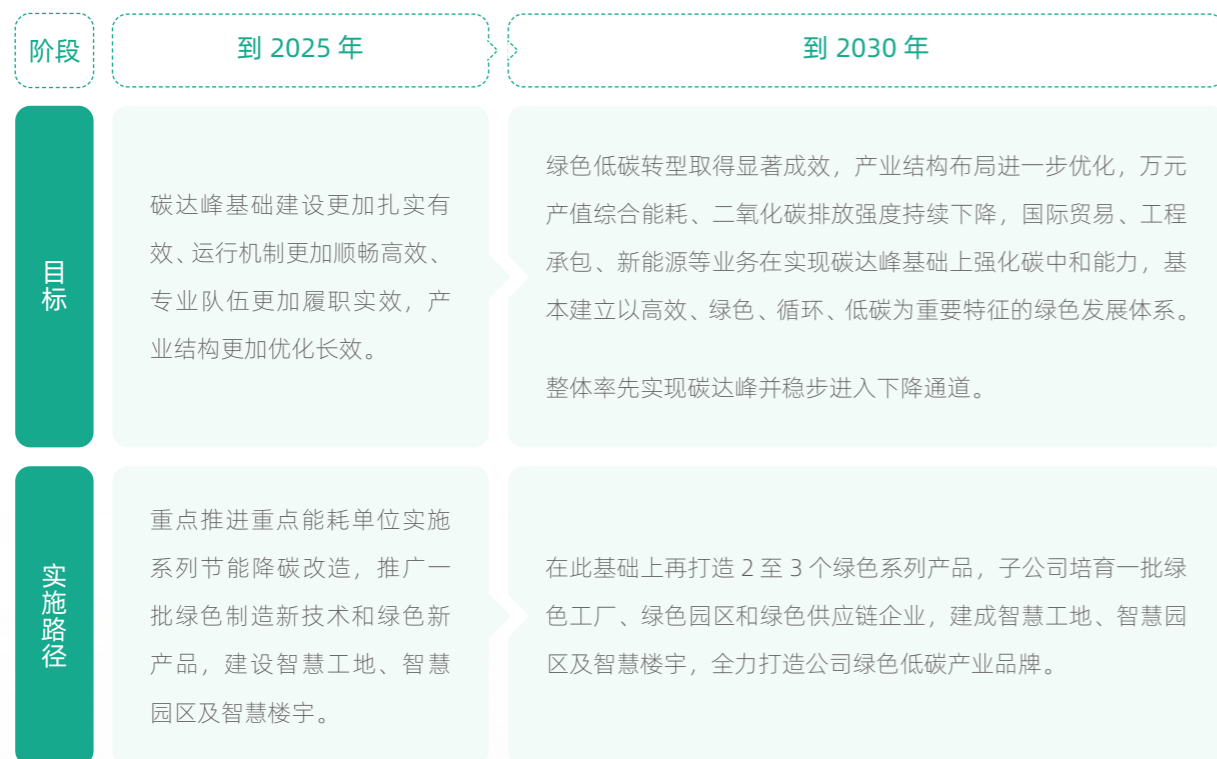 阶段
到 2025 年
到 2030 年
目标
碳达峰基础建设更加扎实有
效、运行机制更加顺畅高效、
专业队伍更加履职实效，产
业结构更加优化长效。
绿色低碳转型取得显著成效，产业结构布局进一步优化，万元
产值综合能耗、二氧化碳排放强度持续下降，国际贸易、工程
承包、新能源等业务在实现碳达峰基础上强化碳中和能力，基
本建立以高效、绿色、循环、低碳为重要特征的绿色发展体系。
整体率先实现碳达峰并稳步进入下降通道。
实施路径
重点推进重点能耗单位实施
系列节能降碳改造，推广一
批绿色制造新技术和绿色新
产品，建设智慧工地、智慧
园区及智慧楼宇。
在此基础上再打造 2 至 3 个绿色系列产品，子公司培育一批绿
色工厂、绿色园区和绿色供应链企业，建成智慧工地、智慧园
区及智慧楼宇，全力打造公司绿色低碳产业品牌。